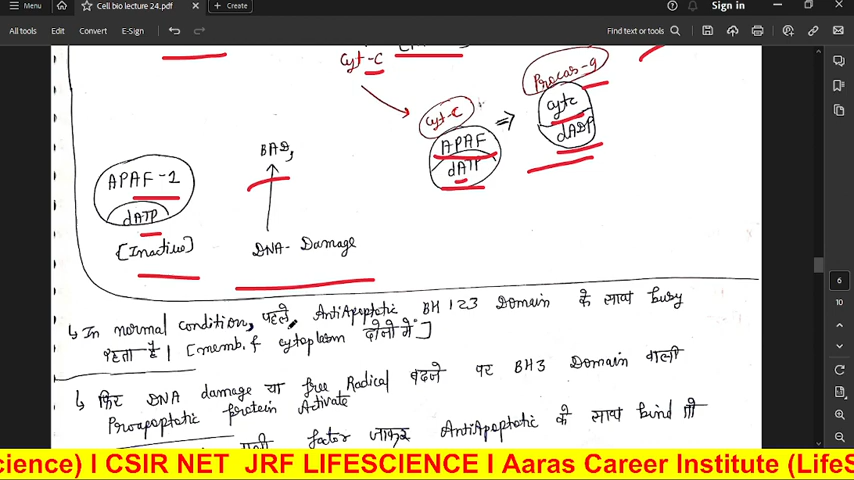 Menu
Cell bio lecture 24.pdf
Create
Sign in
All tools
Edit
Convert
E-Sign
Find text or tools
Cyt-C
Procas-9
Cyt-C
Cytc
APAF
dADP
dATP
BAD,
APAF-1
dATP
[Inactive]
DNA- Damage
In normal condition, पहले AntiApoptotic BH 123 Domain के साथ busy
रहता है। [memb. f cytoplasm दोनो में]
फिर DNA damage या free Radical बढ़ने पर BH3 Domain वाली
Proapoptotic protein Activate
factor जाकर AntiApoptotic के साथ bind
6
10
cience) I CSIR NET JRF LIFESCIENCE I Aaras Career Institute (LifeS